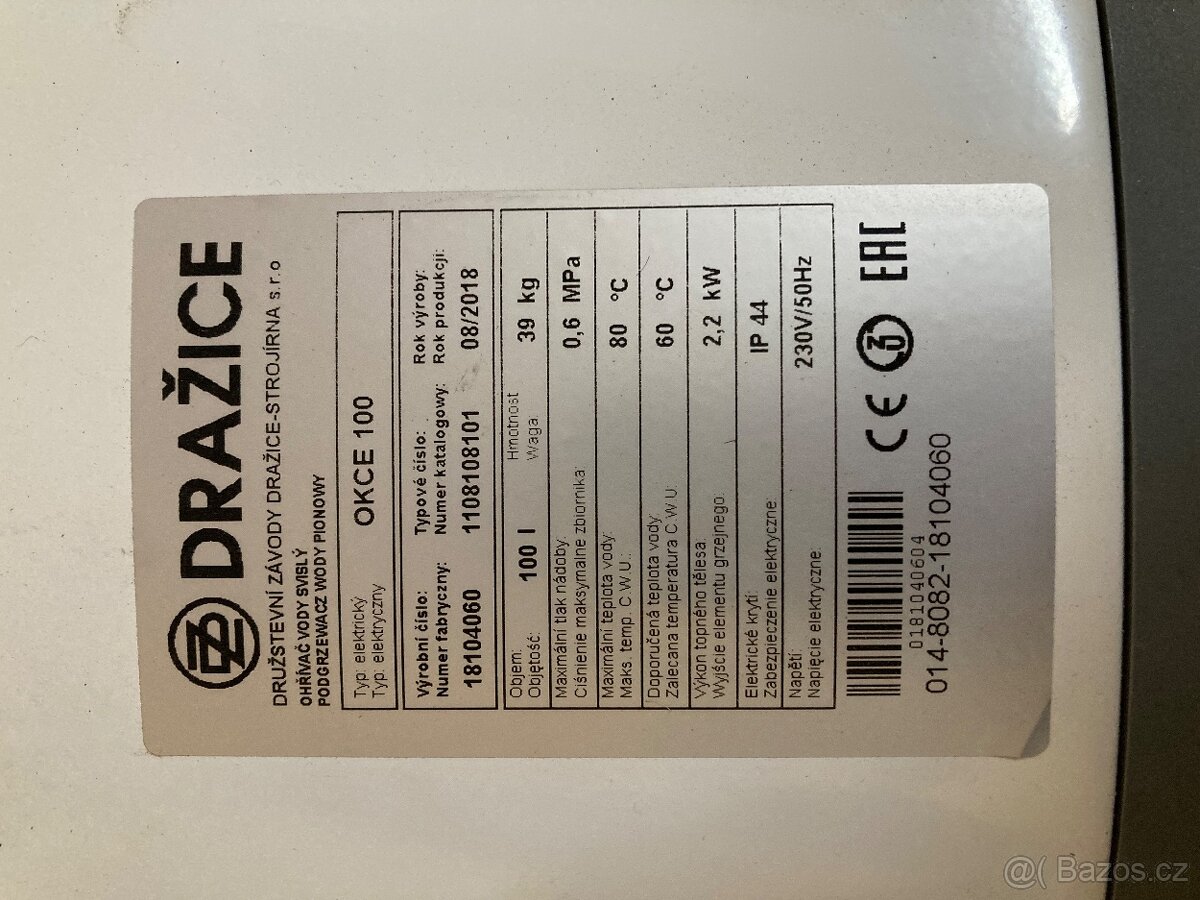 DZD DRAŽICE
DRUŽSTEVNÍ ZÁVODY DRAŽICE-STROJÍRNA s.r.o
OHŘÍVAČ VODY SVISLÝ
PODGRZEWACZ WODY PIONOWY
Typ: elektrický
Typ: elektryczny
OKCE 100
Výrobní číslo: Typové číslo: Rok výroby:
Numer fabryczny: Numer katalogowy: Rok produkcji:
18104060 1108108101 08/2018
Objem: Hmotnost
Objętość: 100 l Waga: 39 kg
Maximální tlak nádoby:
Ciśnienie maksymalne zbiornika: 0,6 MPa
Maximální teplota vody:
Maks. temp. C.W.U.: 80 °C
Doporučená teplota vody:
Zalecana temperatura C.W.U.: 60 °C
Výkon topného tělesa:
Wyjście elementu grzejnego: 2,2 kW
Elektrické krytí:
Zabezpieczenie elektryczne: IP 44
Napětí:
Napięcie elektryczne: 230V/50Hz
0181040604
014-8082-18104060
CE EAC
@( Bazos.cz